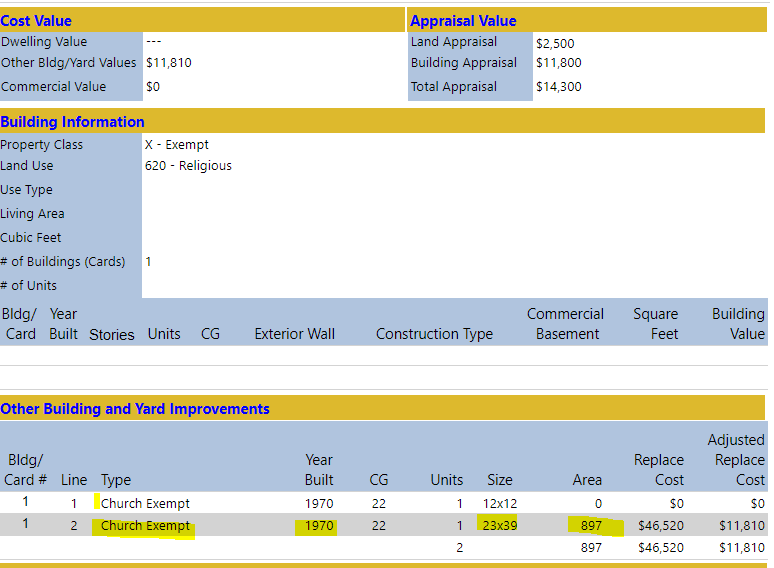 Cost Value Appraisal Value
Dwelling Value --- Land Appraisal $2,500
Other Bldg/Yard Values $11,810 Building Appraisal $11,800
Commercial Value $0 Total Appraisal $14,300
Building Information
Property Class X - Exempt
Land Use 620 - Religious
Use Type
Living Area
Cubic Feet
# of Buildings (Cards) 1
# of Units
Bldg/ Year Commercial Square Building
Card Built Stories Units CG Exterior Wall Construction Type Basement Feet Value
Other Building and Yard Improvements
Adjusted
Bldg/ Year Replace Replace
Card # Line Type Built CG Units Size Area Cost Cost
1 1 Church Exempt 1970 22 1 12x12 0 $0 $0
1 2 Church Exempt 1970 22 1 23x39 897 $46,520 $11,810
2 897 $46,520 $11,810